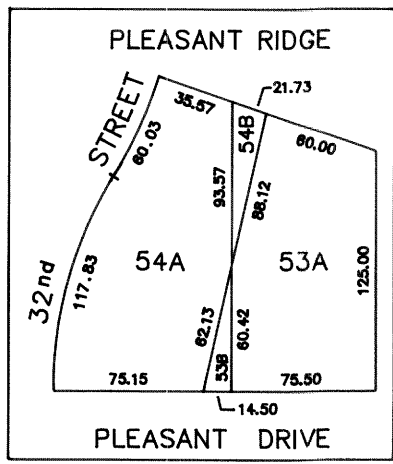 PLEASANT RIDGE
21.73
35.57
54B
60.00
STREET
60.03
93.57
88.12
54A
53A
125.00
32nd
117.83
62.13
60.42
53B
75.15
75.50
14.50
PLEASANT DRIVE